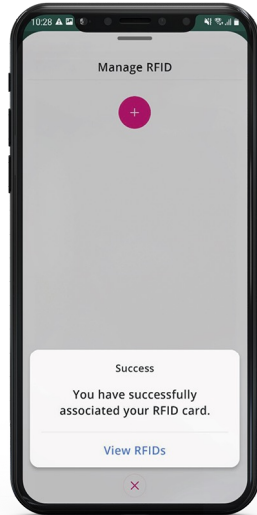 10:28
Manage RFID
+
Success
You have successfully
associated your RFID card.
View RFIDs